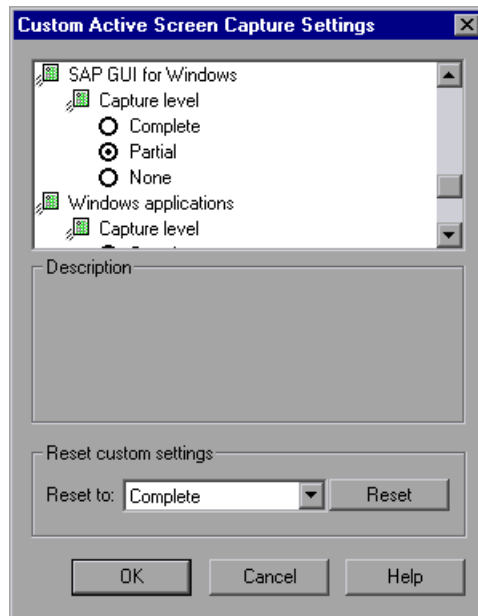 Custom Active Screen Capture Settings
SAP GUI for Windows
Capture level
Complete
Partial
None
Windows applications
Capture level
Description
Reset custom settings
Reset to: Complete Reset
OK Cancel Help